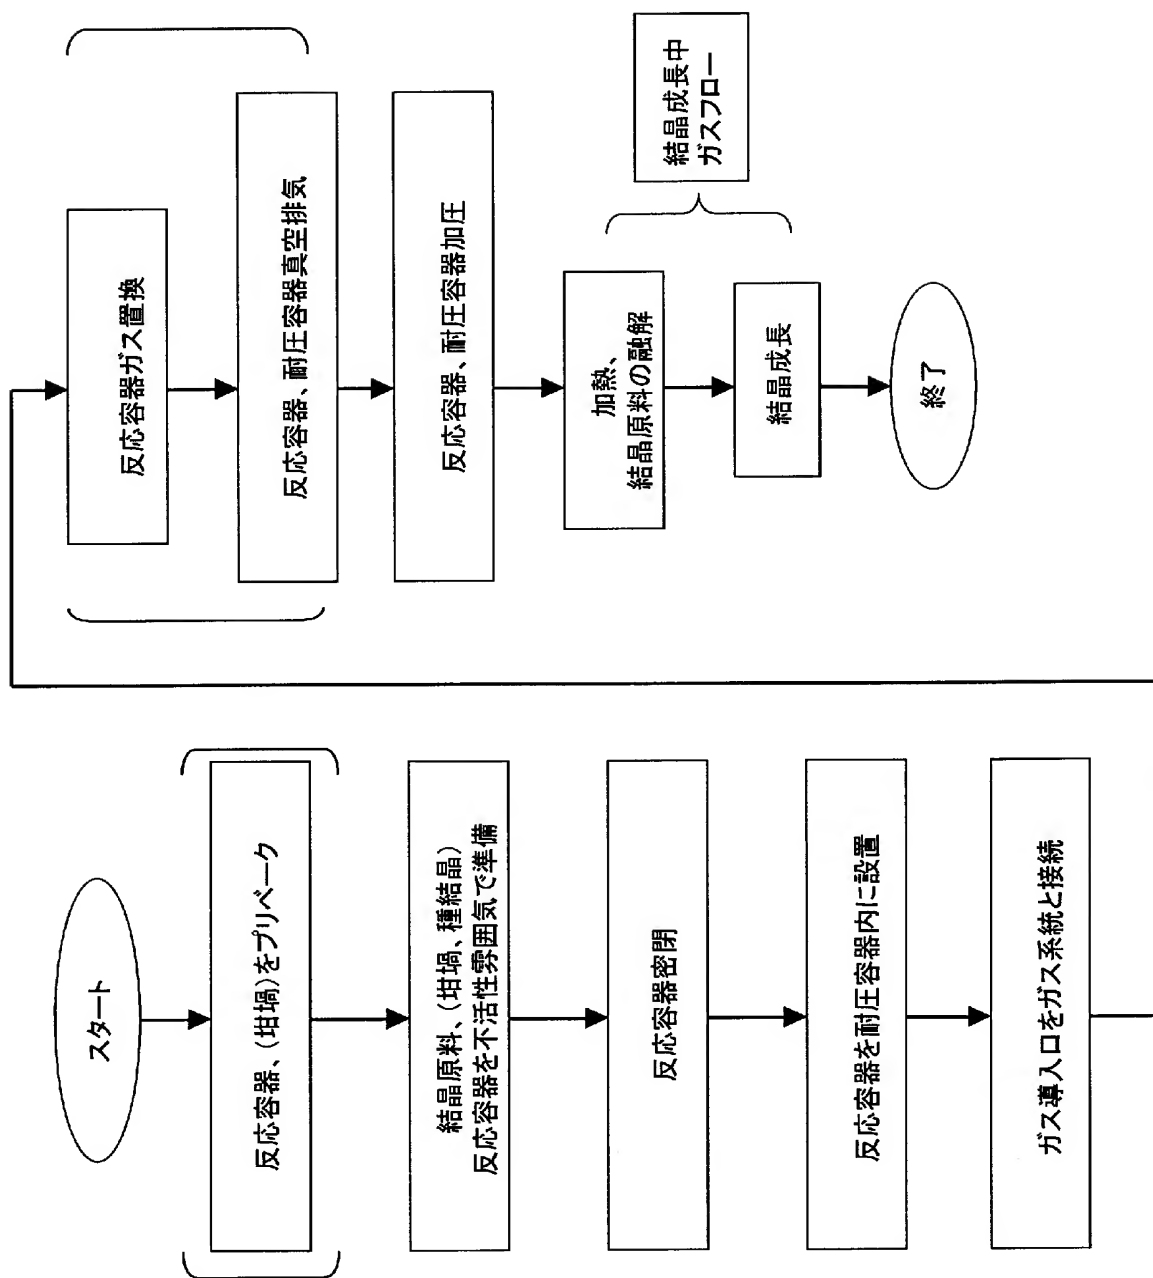 スタート
反応容器、(坩堝)をプリベーク
結晶原料、(坩堝、種結晶)
反応容器を不活性雰囲気で準備
反応容器密閉
反応容器を耐圧容器内に設置
ガス導入口をガス系統と接続
反応容器ガス置換
反応容器、耐圧容器真空排気
反応容器、耐圧容器加圧
加熱、
結晶原料の融解
結晶成長
終了
結晶成長中
ガスフロー